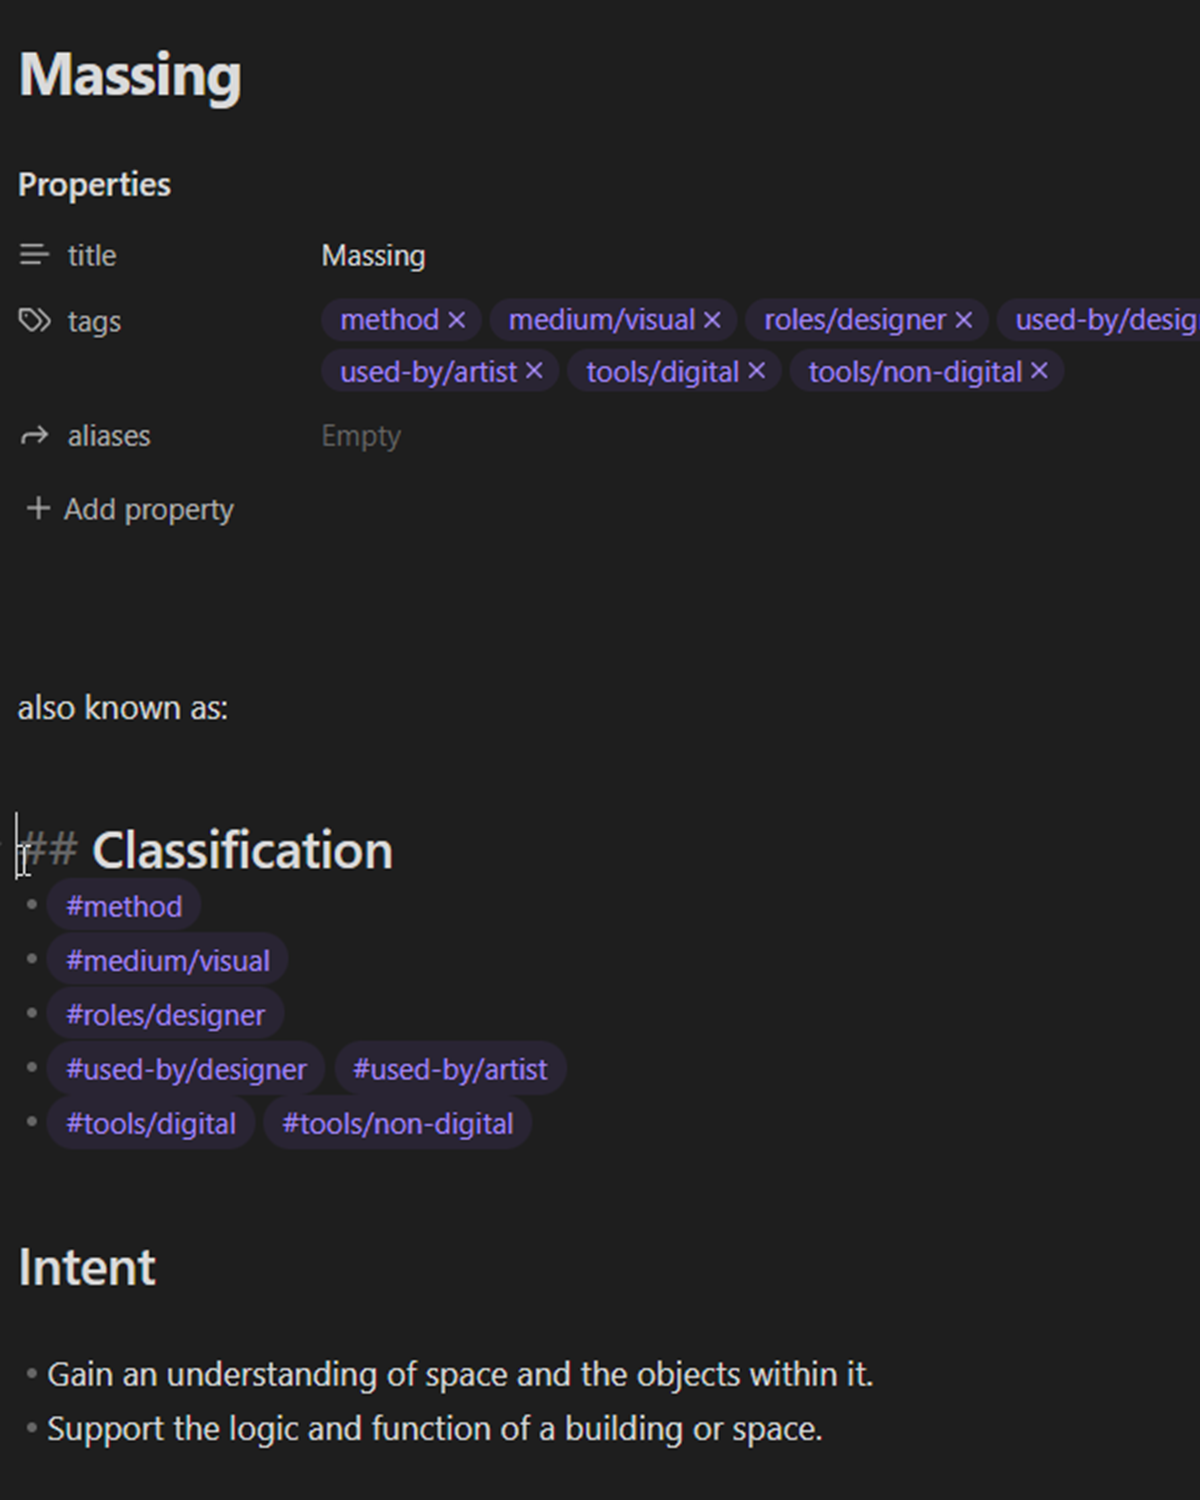 Massing
Properties
title Massing
tags method × medium/visual × roles/designer × used-by/desig
used-by/artist × tools/digital × tools/non-digital ×
aliases Empty
+ Add property
also known as:
## Classification
• #method
• #medium/visual
• #roles/designer
• #used-by/designer #used-by/artist
• #tools/digital #tools/non-digital
Intent
• Gain an understanding of space and the objects within it.
• Support the logic and function of a building or space.